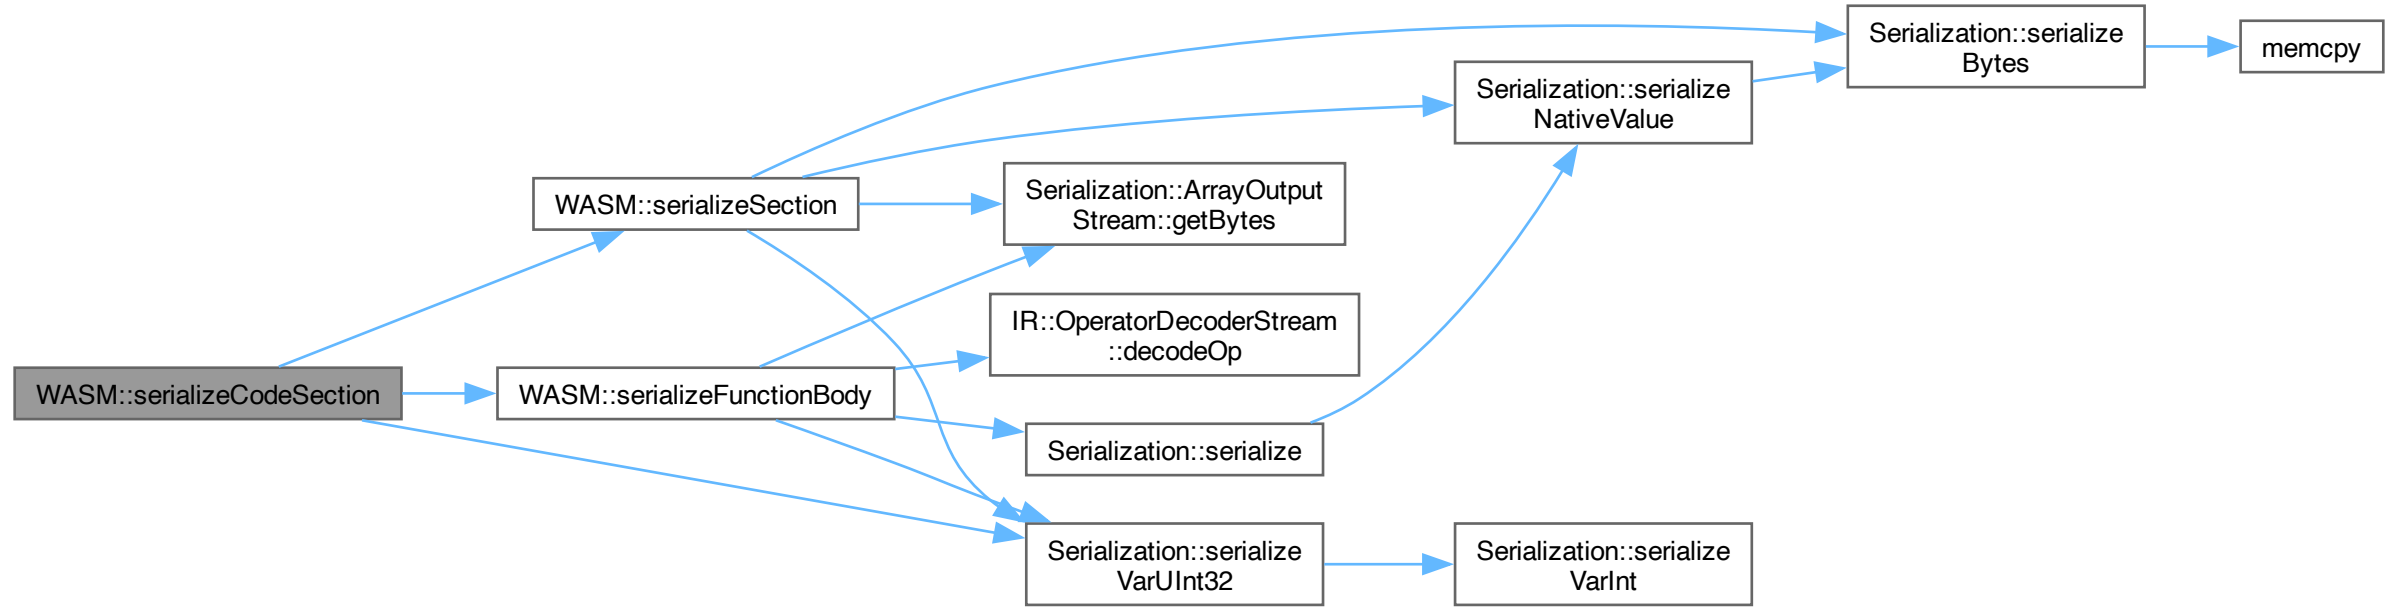 WASM::serializeCodeSection
WASM::serializeSection
WASM::serializeFunctionBody
Serialization::ArrayOutput
Stream::getBytes
IR::OperatorDecoderStream
::decodeOp
Serialization::serialize
Serialization::serialize
VarUInt32
Serialization::serialize
NativeValue
Serialization::serialize
VarInt
Serialization::serialize
Bytes
memcpy